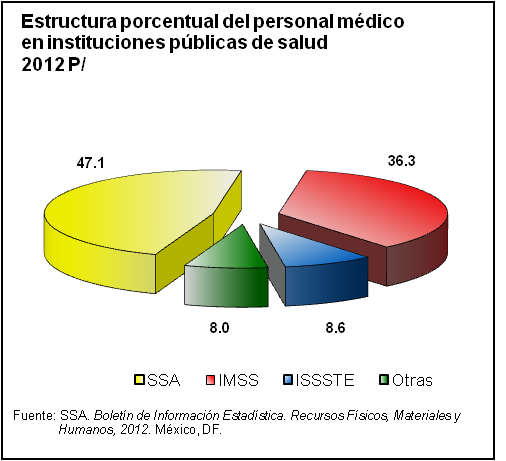 Estructura porcentual del personal médico
en instituciones públicas de salud
2012 P/
47.1
36.3
8.0
8.6
SSA IMSS ISSSTE Otras
Fuente: SSA. Boletín de Información Estadística. Recursos Físicos, Materiales y
Humanos, 2012. México, DF.